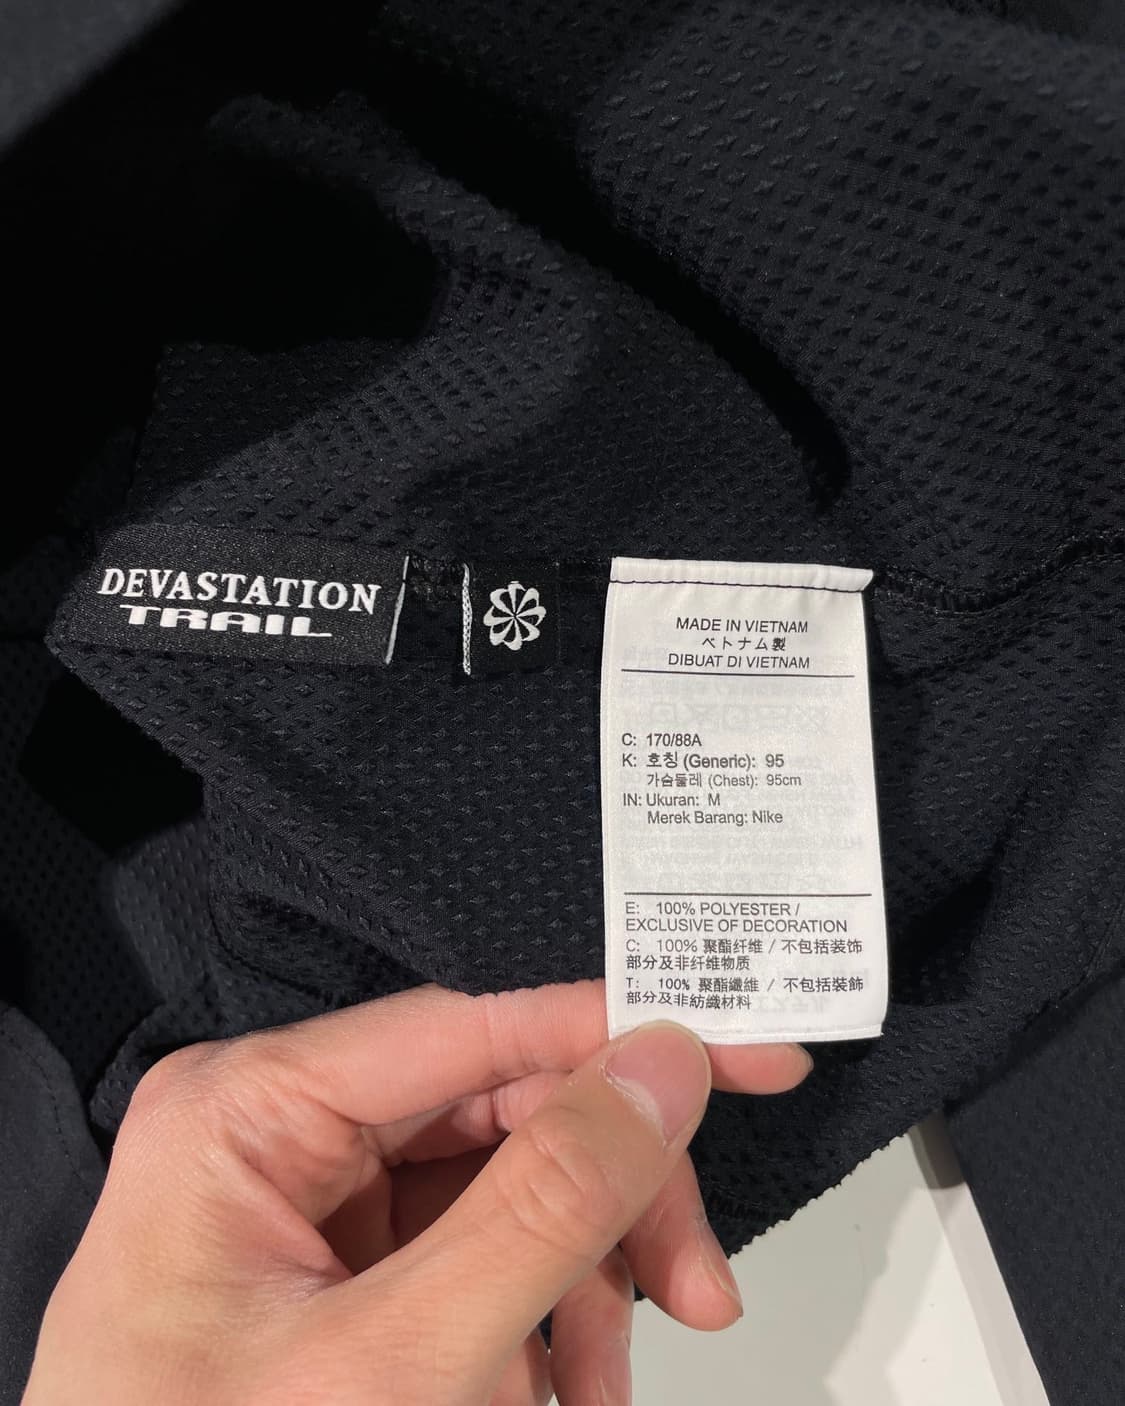 DEVASTATION
TRAIL
MADE IN VIETNAM
ベトナム製
DIBUAT DI VIETNAM
C: 170/88A
K: 호칭 (Generic): 95
가슴둘레 (Chest): 95cm
IN: Ukuran: M
Merek Barang: Nike
E: 100% POLYESTER /
EXCLUSIVE OF DECORATION
C: 100% 聚酯纤维 / 不包括装饰
部分及非纤维物质
T: 100% 聚酯纖維 / 不包括裝飾
部分及非紡織材料